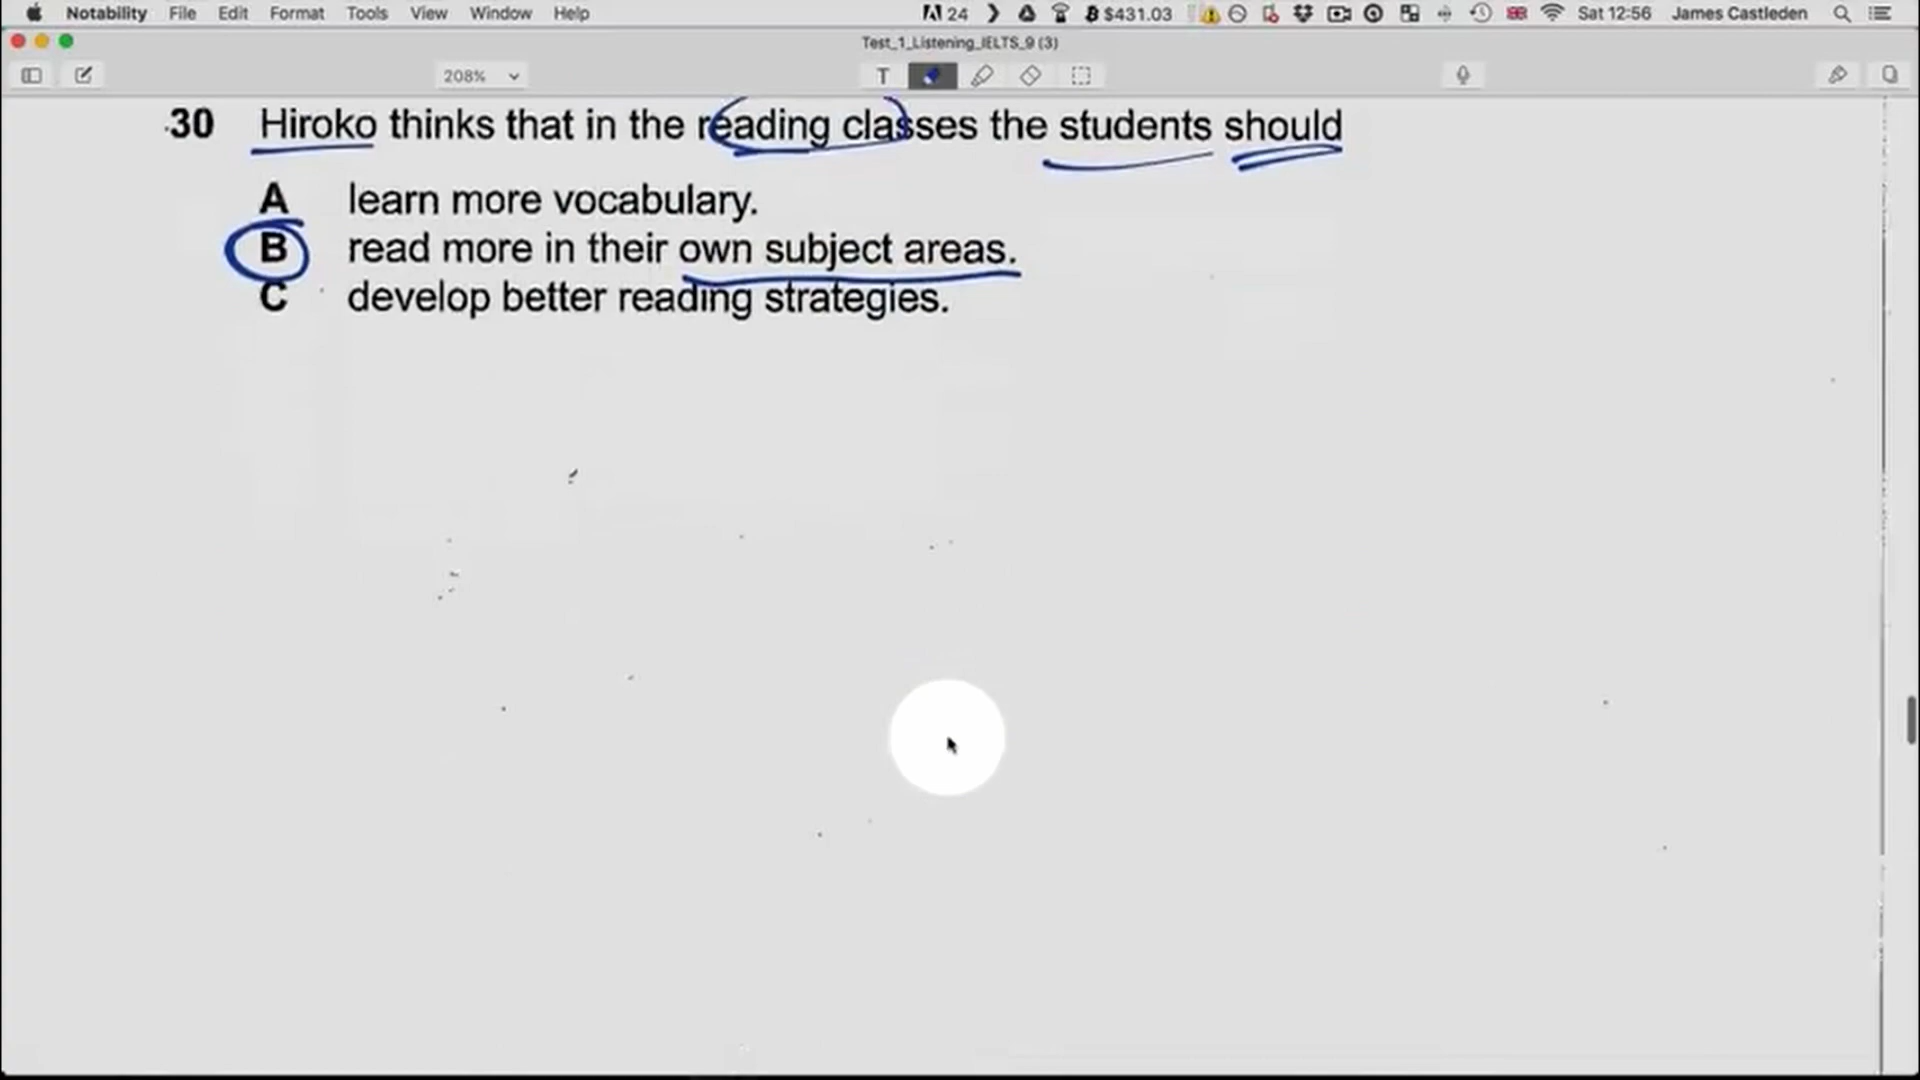 Notability File Edit Format Tools View Window Help 24 $431.03 Sat 12:56 James Castleden
Test_1_Listening_IELTS_9 (3)
208% T
30 Hiroko thinks that in the reading classes the students should
A learn more vocabulary.
B read more in their own subject areas.
C develop better reading strategies.